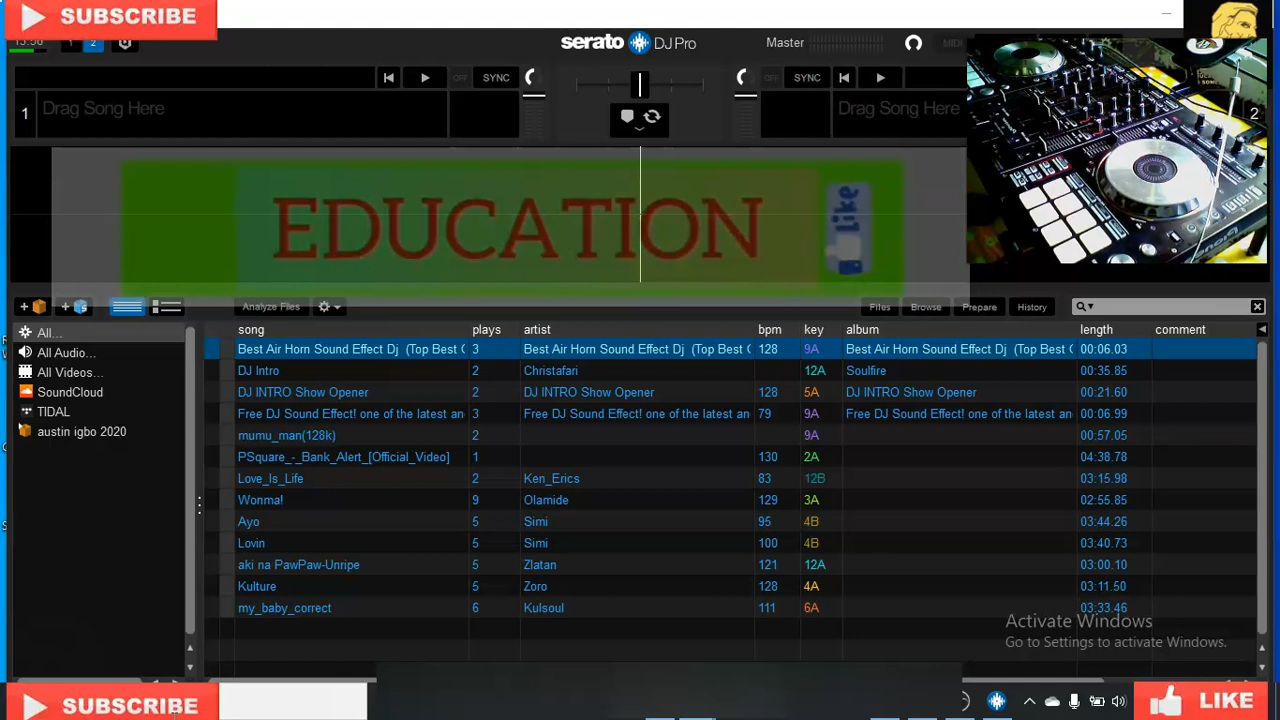 SUBSCRIBE
serato DJ Pro
Master
MIDI
1 2
OFF SYNC
OFF SYNC
1 Drag Song Here
Drag Song Here 2
EDUCATION
Like
Files Browse Prepare History
Analyze Files
All...
All Audio...
All Videos...
SoundCloud
TIDAL
austin igbo 2020
song plays artist bpm key album length comment
Best Air Horn Sound Effect Dj (Top Best 3 Best Air Horn Sound Effect Dj (Top Best 128 9A Best Air Horn Sound Effect Dj (Top Best 00:06.03
DJ Intro 2 Christafari 12A Soulfire 00:35.85
DJ INTRO Show Opener 2 DJ INTRO Show Opener 128 5A DJ INTRO Show Opener 00:21.60
Free DJ Sound Effect! one of the latest an 3 Free DJ Sound Effect! one of the latest an 79 9A Free DJ Sound Effect! one of the latest an 00:06.99
mumu_man(128k) 2 9A 00:57.05
PSquare_-_Bank_Alert_[Official_Video] 1 130 2A 04:38.78
Love_Is_Life 2 Ken_Erics 83 12B 03:15.98
Wonma! 9 Olamide 129 3A 02:55.85
Ayo 5 Simi 95 4B 03:44.26
Lovin 5 Simi 100 4B 03:40.73
aki na PawPaw-Unripe 5 Zlatan 121 12A 03:00.10
Kulture 5 Zoro 128 4A 03:11.50
my_baby_correct 6 Kulsoul 111 6A 03:33.46
Activate Windows
Go to Settings to activate Windows.
SUBSCRIBE
LIKE